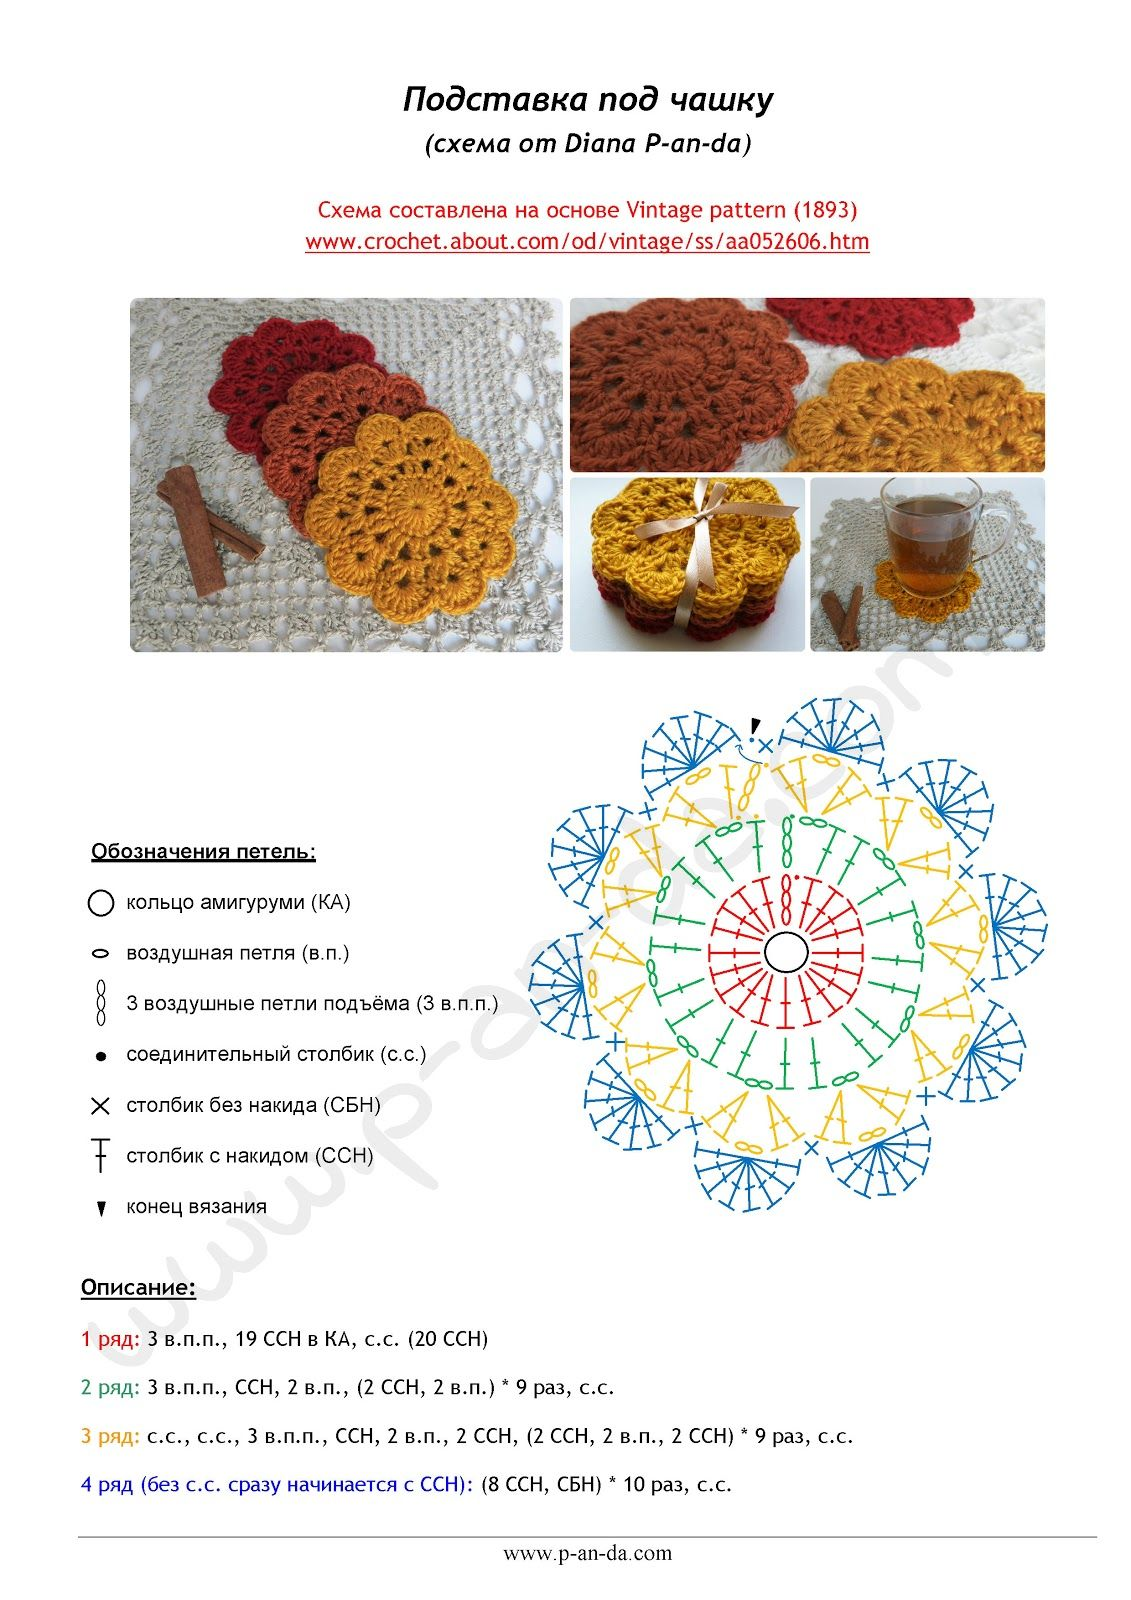 Подставка под чашку
(схема от Diana P-an-da)
Схема составлена на основе Vintage pattern (1893)
www.crochet.about.com/od/vintage/ss/aa052606.htm
Обозначения петель:
кольцо амигуруми (КА)
воздушная петля (в.п.)
3 воздушные петли подъёма (3 в.п.п.)
соединительный столбик (с.с.)
столбик без накида (СБН)
столбик с накидом (ССН)
конец вязания
www.p-an-da.com
Описание:
1 ряд: 3 в.п.п., 19 ССН в КА, с.с. (20 ССН)
2 ряд: 3 в.п.п., ССН, 2 в.п., (2 ССН, 2 в.п.) * 9 раз, с.с.
3 ряд: с.с., с.с., 3 в.п.п., ССН, 2 в.п., 2 ССН, (2 ССН, 2 в.п., 2 ССН) * 9 раз, с.с.
4 ряд (без с.с. сразу начинается с ССН): (8 ССН, СБН) * 10 раз, с.с.
www.p-an-da.com